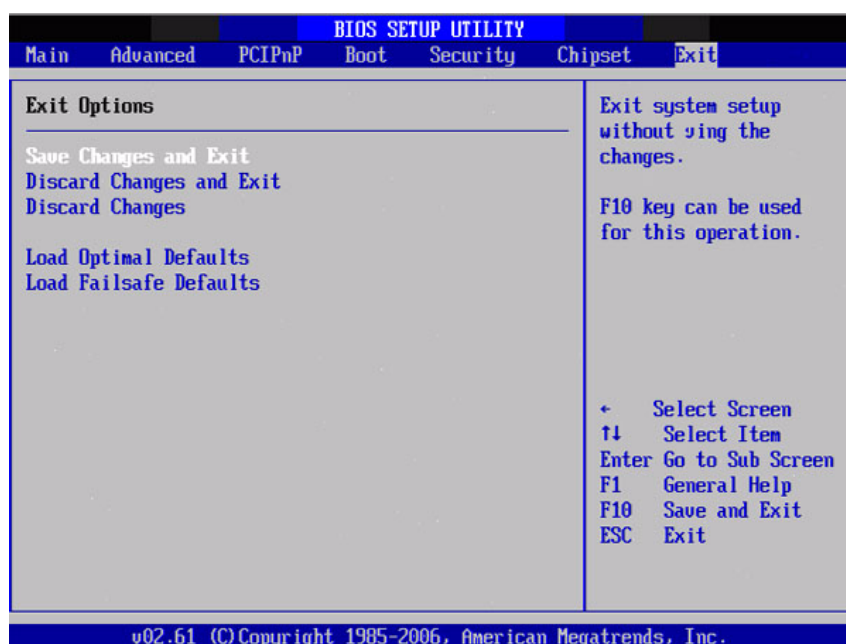 BIOS SETUP UTILITY
Main Advanced PCIPnP Boot Security Chipset Exit
Exit Options
Save Changes and Exit
Discard Changes and Exit
Discard Changes
Load Optimal Defaults
Load Failsafe Defaults
Exit system setup
without ving the
changes.
F10 key can be used
for this operation.
← Select Screen
↑↓ Select Item
Enter Go to Sub Screen
F1 General Help
F10 Save and Exit
ESC Exit
v02.61 (C)Copyright 1985-2006, American Megatrends, Inc.